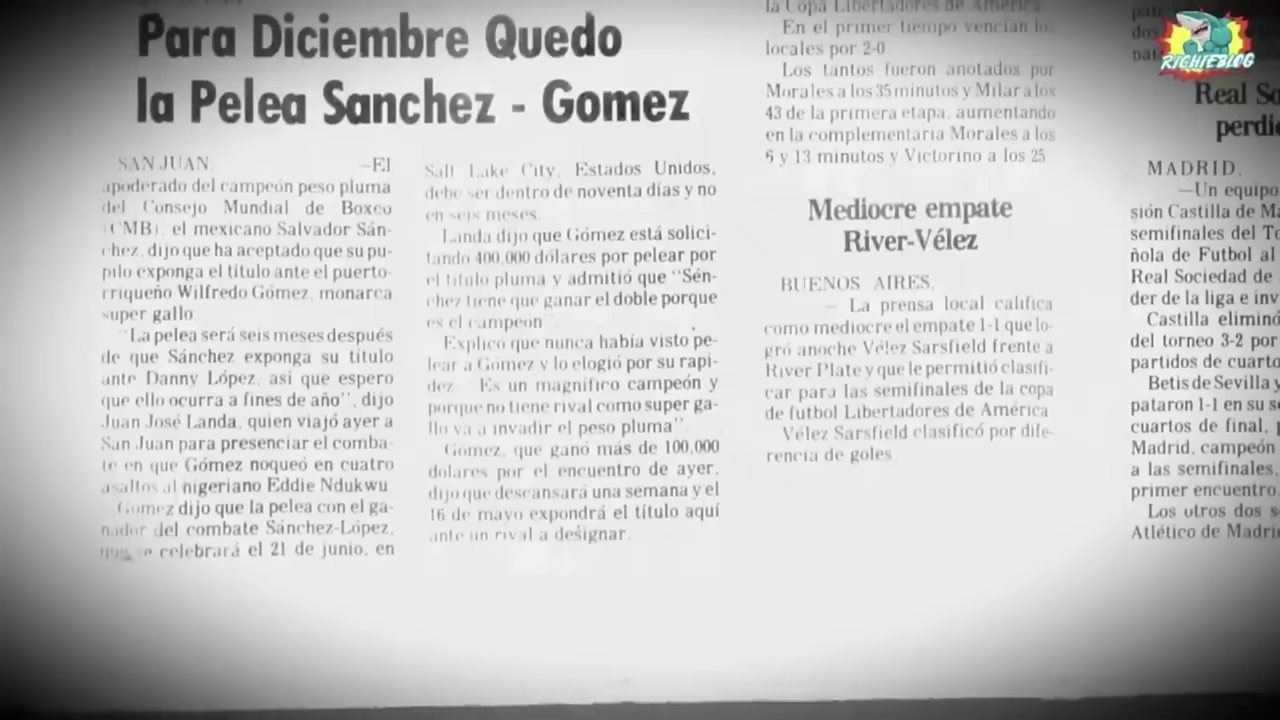 Para Diciembre Quedo
la Pelea Sanchez - Gomez
SAN JUAN, —El
apoderado del campeón peso pluma
del Consejo Mundial de Boxeo
(CMB), el mexicano Salvador Sán-
chez, dijo que ha aceptado que su pu-
pilo exponga el título ante el puerto-
rriqueño Wilfredo Gómez, monarca
super gallo.
"La pelea será seis meses después
de que Sánchez exponga su título
ante Danny López, así que espero
que ello ocurra a fines de año", dijo
Juan José Landa, quien viajó ayer a
San Juan para presenciar el comba-
te en que Gómez noqueó en cuatro
asaltos al nigeriano Eddie Ndukwu
Gomez dijo que la pelea con el ga-
nador del combate Sánchez-López,
que se celebrará el 21 de junio, en
Salt Lake City, Estados Unidos,
debe ser dentro de noventa días y no
en seis meses.
Landa dijo que Gómez está solici-
tando 400,000 dólares por pelear por
el título pluma y admitió que "Sén-
chez tiene que ganar el doble porque
es el campeón"
Explicó que nunca había visto pe-
lear a Gómez y lo elogió por su rapi-
dez. "Es un magnífico campeón y
porque no tiene rival como super ga-
llo va a invadir el peso pluma".
Gómez, que ganó más de 100,000
dolares por el encuentro de ayer,
dijo que descansará una semana y el
16 de mayo expondrá el título aquí
ante un rival a designar.
la Copa Libertadores de América
En el primer tiempo vencían los
locales por 2-0
Los tantos fueron anotados por
Morales a los 35 minutos y Milar a los
43 de la primera etapa, aumentando
en la complementaria Morales a los
6 y 13 minutos y Victorino a los 25
Mediocre empate
River-Vélez
BUENOS AIRES,
— La prensa local califica
como mediocre el empate 1-1 que lo-
gró anoche Vélez Sarsfield frente a
River Plate y que le permitió clasifi-
car para las semifinales de la copa
de futbol Libertadores de América
Vélez Sarsfield clasificó por dife-
rencia de goles
RICHIEBLOG
Real So
perdie
MADRID,
—Un equipo
sión Castilla de Ma
semifinales del To
ñola de Futbol al
Real Sociedad de
der de la liga e inv
Castilla eliminó
del torneo 3-2 por
partidos de cuarto
Betis de Sevilla y
pataron 1-1 en su s
cuartos de final, p
Madrid, campeón
a las semifinales,
primer encuentro.
Los otros dos s
Atlético de Madri